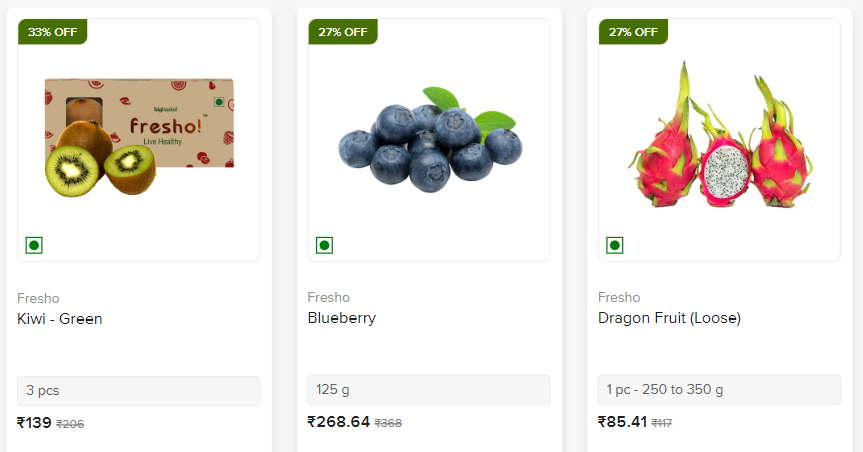 33% OFF
bigbasket
fresho!™
Live Healthy
Fresho
Kiwi - Green
3 pcs
₹139 ₹206
27% OFF
Fresho
Blueberry
125 g
₹268.64 ₹368
27% OFF
Fresho
Dragon Fruit (Loose)
1 pc - 250 to 350 g
₹85.41 ₹117